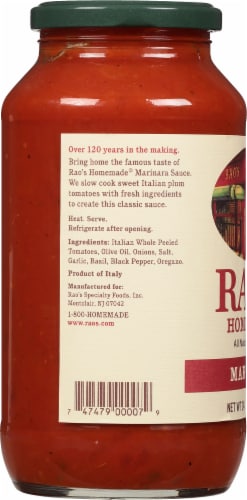 Over 120 years in the making.
Bring home the famous taste of
Rao's Homemade® Marinara Sauce.
We slow cook sweet Italian plum
tomatoes with fresh ingredients
to create this classic sauce.
Heat. Serve.
Refrigerate after opening.
Ingredients: Italian Whole Peeled
Tomatoes, Olive Oil, Onions, Salt,
Garlic, Basil, Black Pepper, Oregano.
Product of Italy
Manufactured for:
Rao's Specialty Foods, Inc.
Montclair, NJ 07042
1-800-HOMEMADE
www.raos.com
7 47479 00007 9
RA
HOM
MAR
NET W